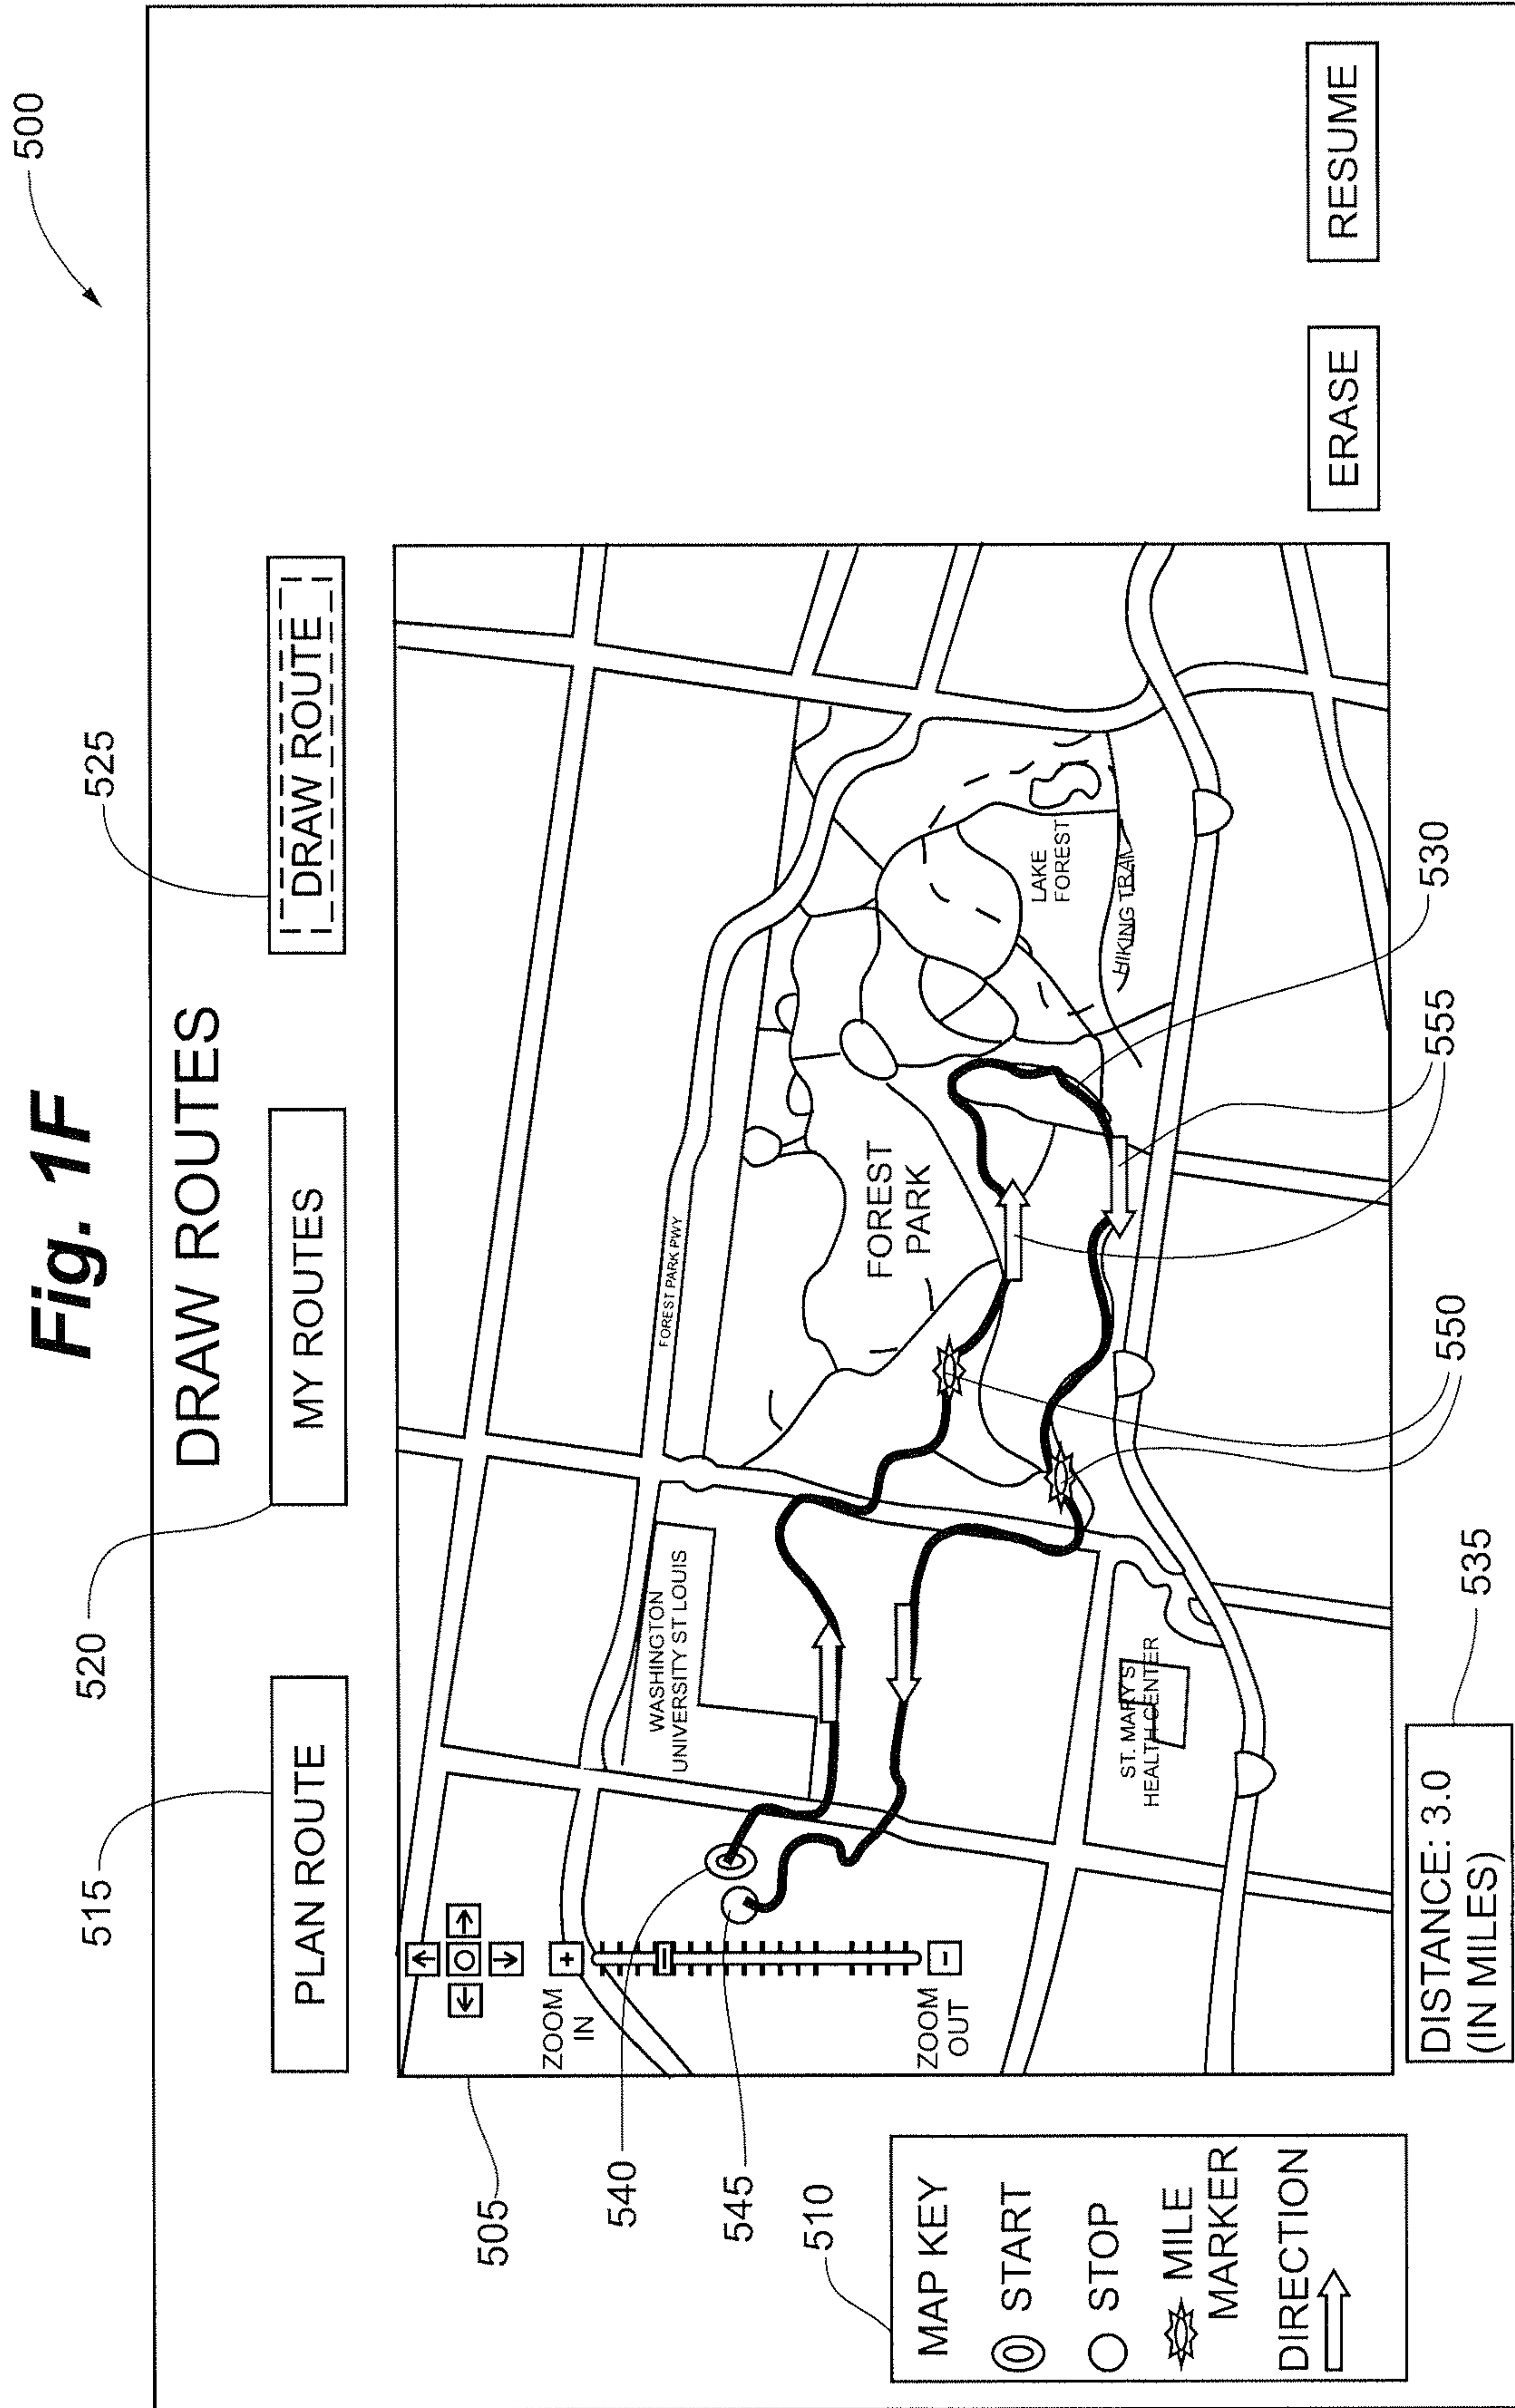 Fig. 1F
500
DRAW ROUTES
515
520
525
PLAN ROUTE
MY ROUTES
DRAW ROUTE
505
ZOOM
IN
+
ZOOM
OUT
-
540
545
510
FOREST PARK PWY
WASHINGTON
UNIVERSITY ST LOUIS
FOREST
PARK
LAKE
FOREST
HIKING TRAIL
ST. MARY'S
HEALTH CENTER
MAP KEY
START
STOP
MILE
MARKER
DIRECTION
DISTANCE: 3.0
(IN MILES)
535
550
555
530
ERASE
RESUME